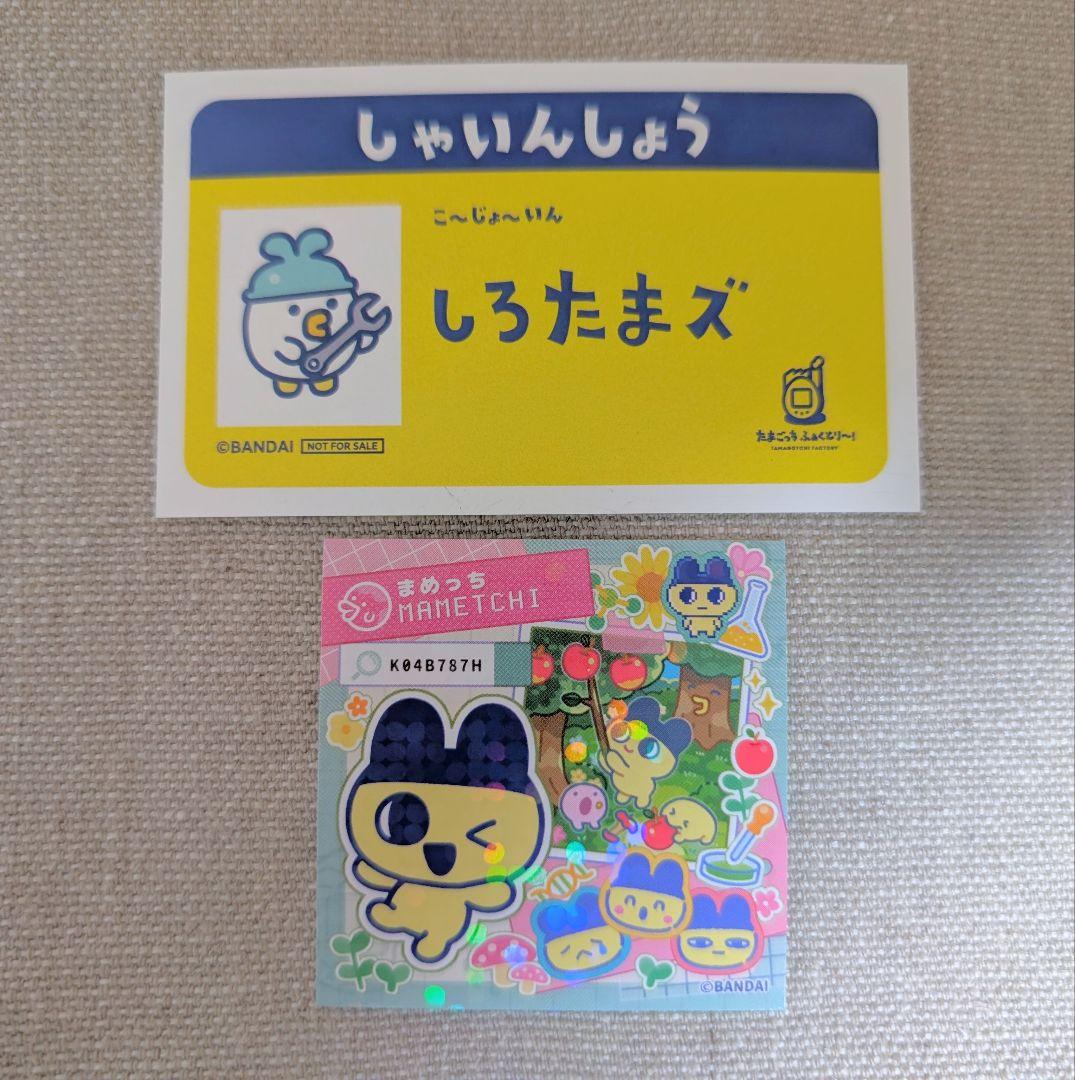 しゃいんしょう
こ〜じょ〜いん
しろたまズ
©BANDAI NOT FOR SALE
たまごっち ふぁくとり〜!
TAMAGOTCHI FACTORY
まめっち
MAMETCHI
K04B787H
©BANDAI